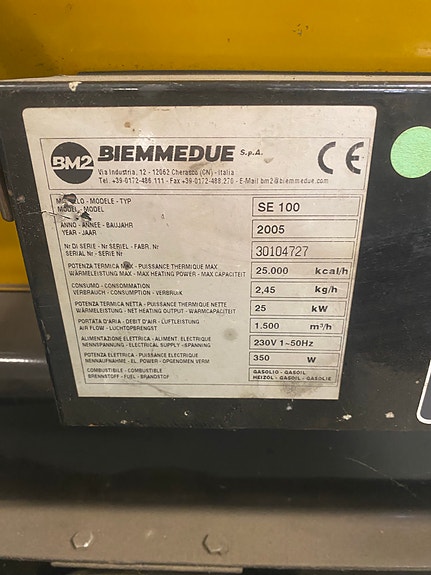 BM2 BIEMMEDUE S.p.A. CE
Via Industria, 12 - 12062 Cherasco (CN) - Italia
Tel. +39-0172-486.111 - Fax +39-0172-488.270 - E-Mail bm2@biemmedue.com
MODELLO - MODELE - TYP
MODEL - MODEL
SE 100
ANNO - ANNEE - BAUJAHR
YEAR - JAAR
2005
Nr DI SERIE - Nr SERIEL - FABR. Nr
SERIAL Nr - SERIE Nr
30104727
POTENZA TERMICA MAX - PUISSANCE THERMIQUE MAX.
WÄRMELEISTUNG MAX - MAX HEATING POWER - MAX CAPACITEIT
25.000 kcal/h
CONSUMO - CONSOMMATION
VERBRAUCH - CONSUMPTION - VERBRUIK
2,45 kg/h
POTENZA TERMICA NETTA - PUISSANCE THERMIQUE NETTE
WÄRMELEISTUNG - NET HEATING OUTPUT - WARMCAPACITEIT
25 kW
PORTATA D'ARIA - DEBIT D'AIR - LUFTLEISTUNG
AIR FLOW - LUCHTOPBRENGST
1.500 m³/h
ALIMENTAZIONE ELETTRICA - ALIMENT. ELECTRIQUE
NENNSPANNUNG - ELECTRICAL SUPPLY - SPANNING
230V 1~50Hz
POTENZA ELETTRICA - PUISSANCE ELECTRIQUE
NENNAUFNAHME - EL. POWER - OPGENOMEN VERM
350 W
COMBUSTIBILE - COMBUSTIBLE
BRENNSTOFF - FUEL - BRANDSTOF
GASOLIO - GASOIL
HEIZOL - GASOIL - GASOLIE